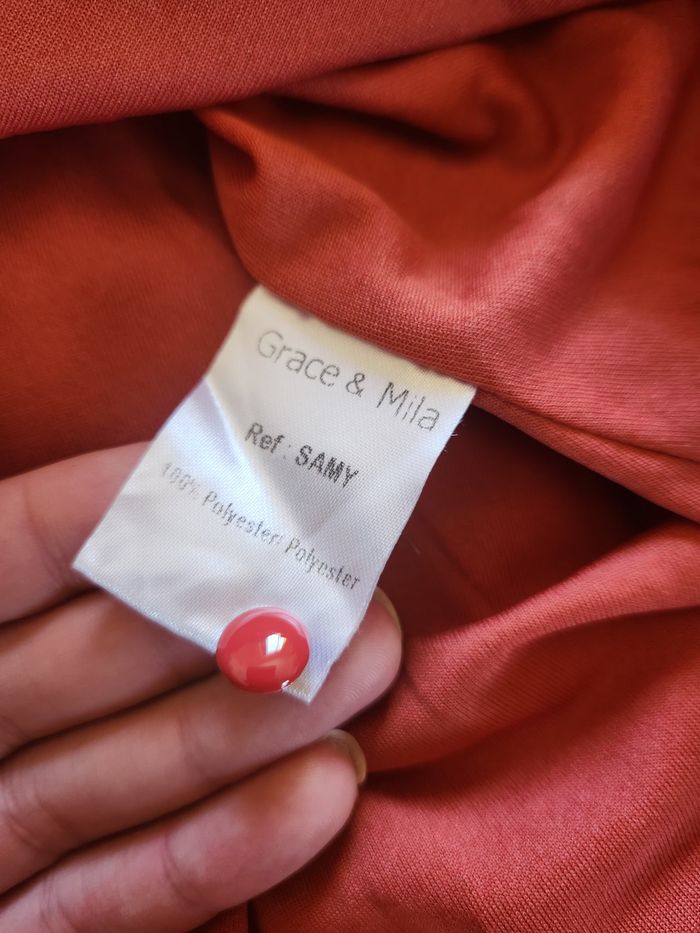 Grace & Mila
Ref : SAMY
100% Polyester Polyester